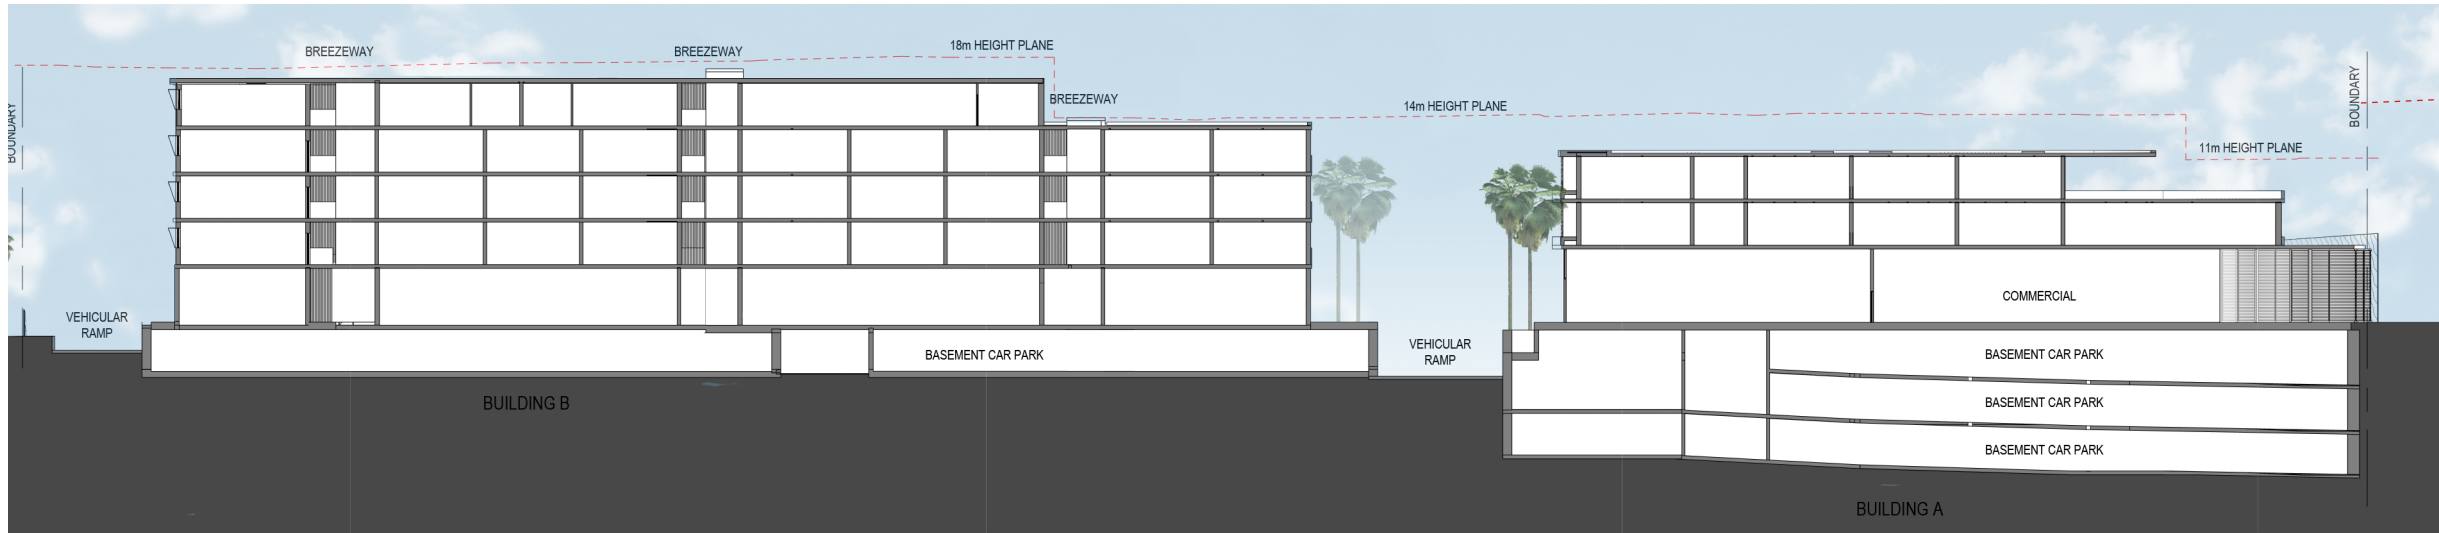 BREEZEWAY
BREEZEWAY
18m HEIGHT PLANE
BREEZEWAY
14m HEIGHT PLANE
11m HEIGHT PLANE
BOUNDARY
BOUNDARY
VEHICULAR
RAMP
COMMERCIAL
BASEMENT CAR PARK
VEHICULAR
RAMP
BASEMENT CAR PARK
BASEMENT CAR PARK
BASEMENT CAR PARK
BUILDING B
BUILDING A